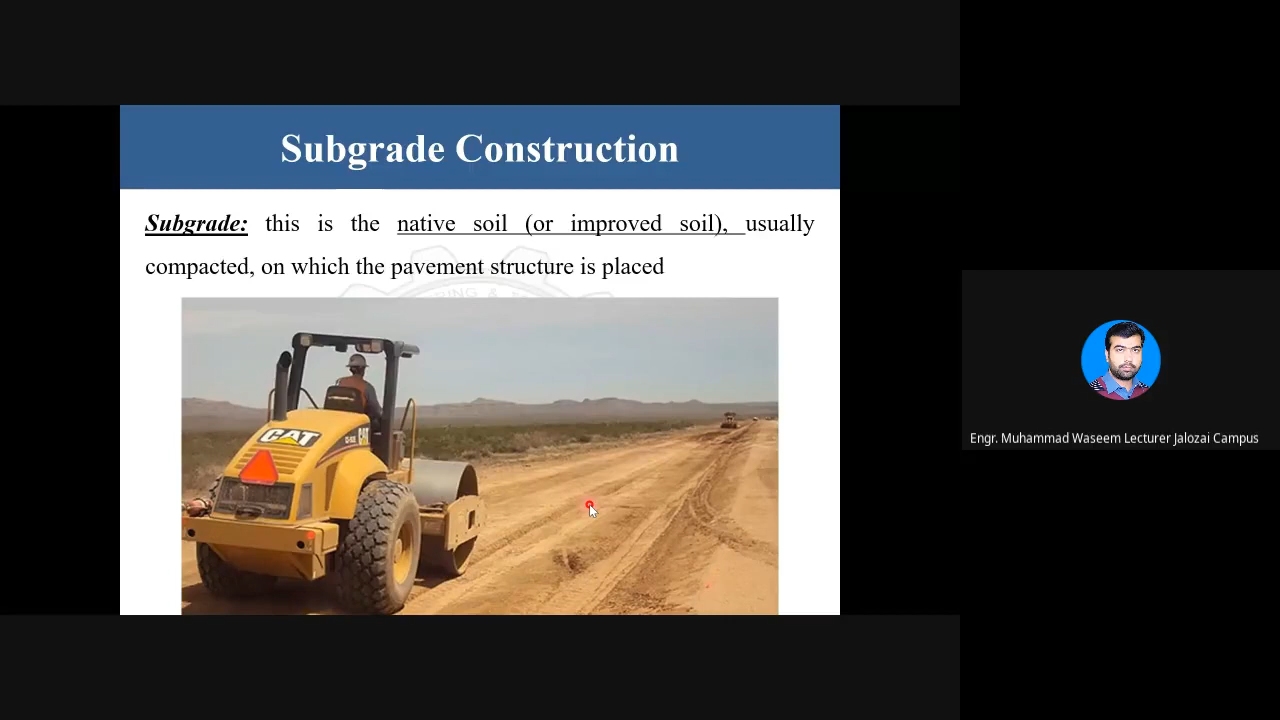 Subgrade Construction
Subgrade: this is the native soil (or improved soil), usually
compacted, on which the pavement structure is placed
CAT
CAT
Engr. Muhammad Waseem Lecturer Jalozai Campus